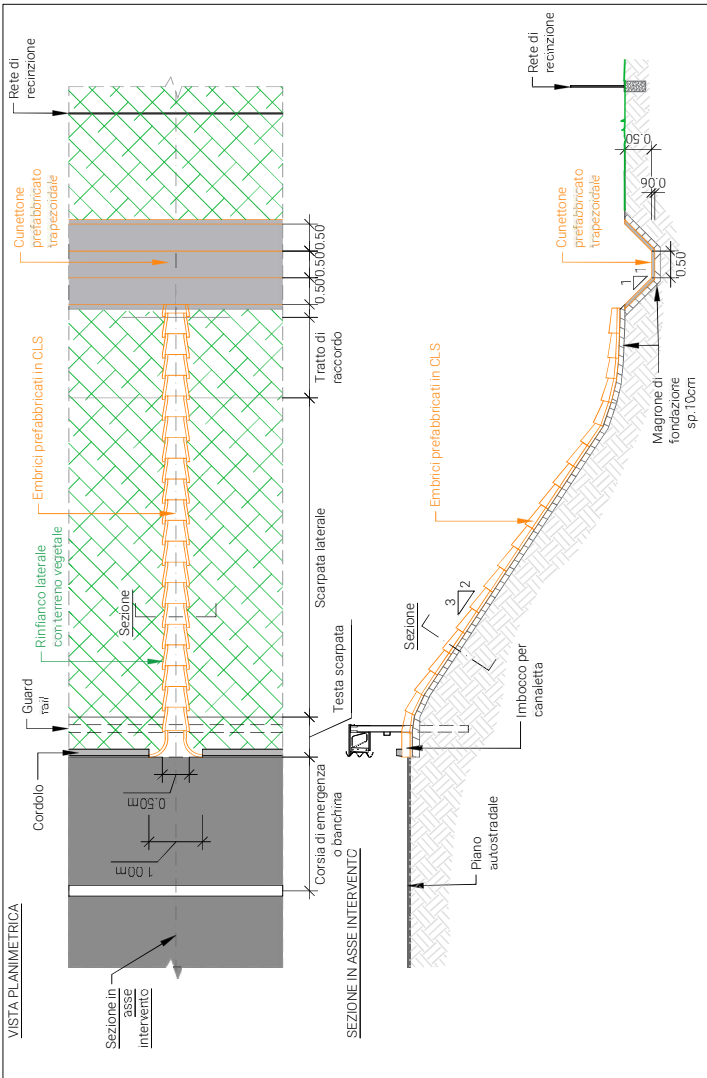 VISTA PLANIMETRICA
Sezione in
asse
intervento
Cordolo
Guard
rail
Rinfianco laterale
con terreno vegetale
Embrici prefabbricati in CLS
Cunettone
prefabbricato
trapezoidale
Rete di
recinzione
Sezione
1.00m
0.50m
0.50
0.50
0.50
Corsia di emergenza
o banchina
Testa scarpata
Scarpata laterale
Tratto di
raccordo
SEZIONE IN ASSE INTERVENTO
Piano
autostradale
Imbocco per
canaletta
Sezione
3
2
Embrici prefabbricati in CLS
Magrone di
fondazione
sp.10cm
1
1
Cunettone
prefabbricato
trapezoidale
0.50
0.06
0.50
Rete di
recinzione